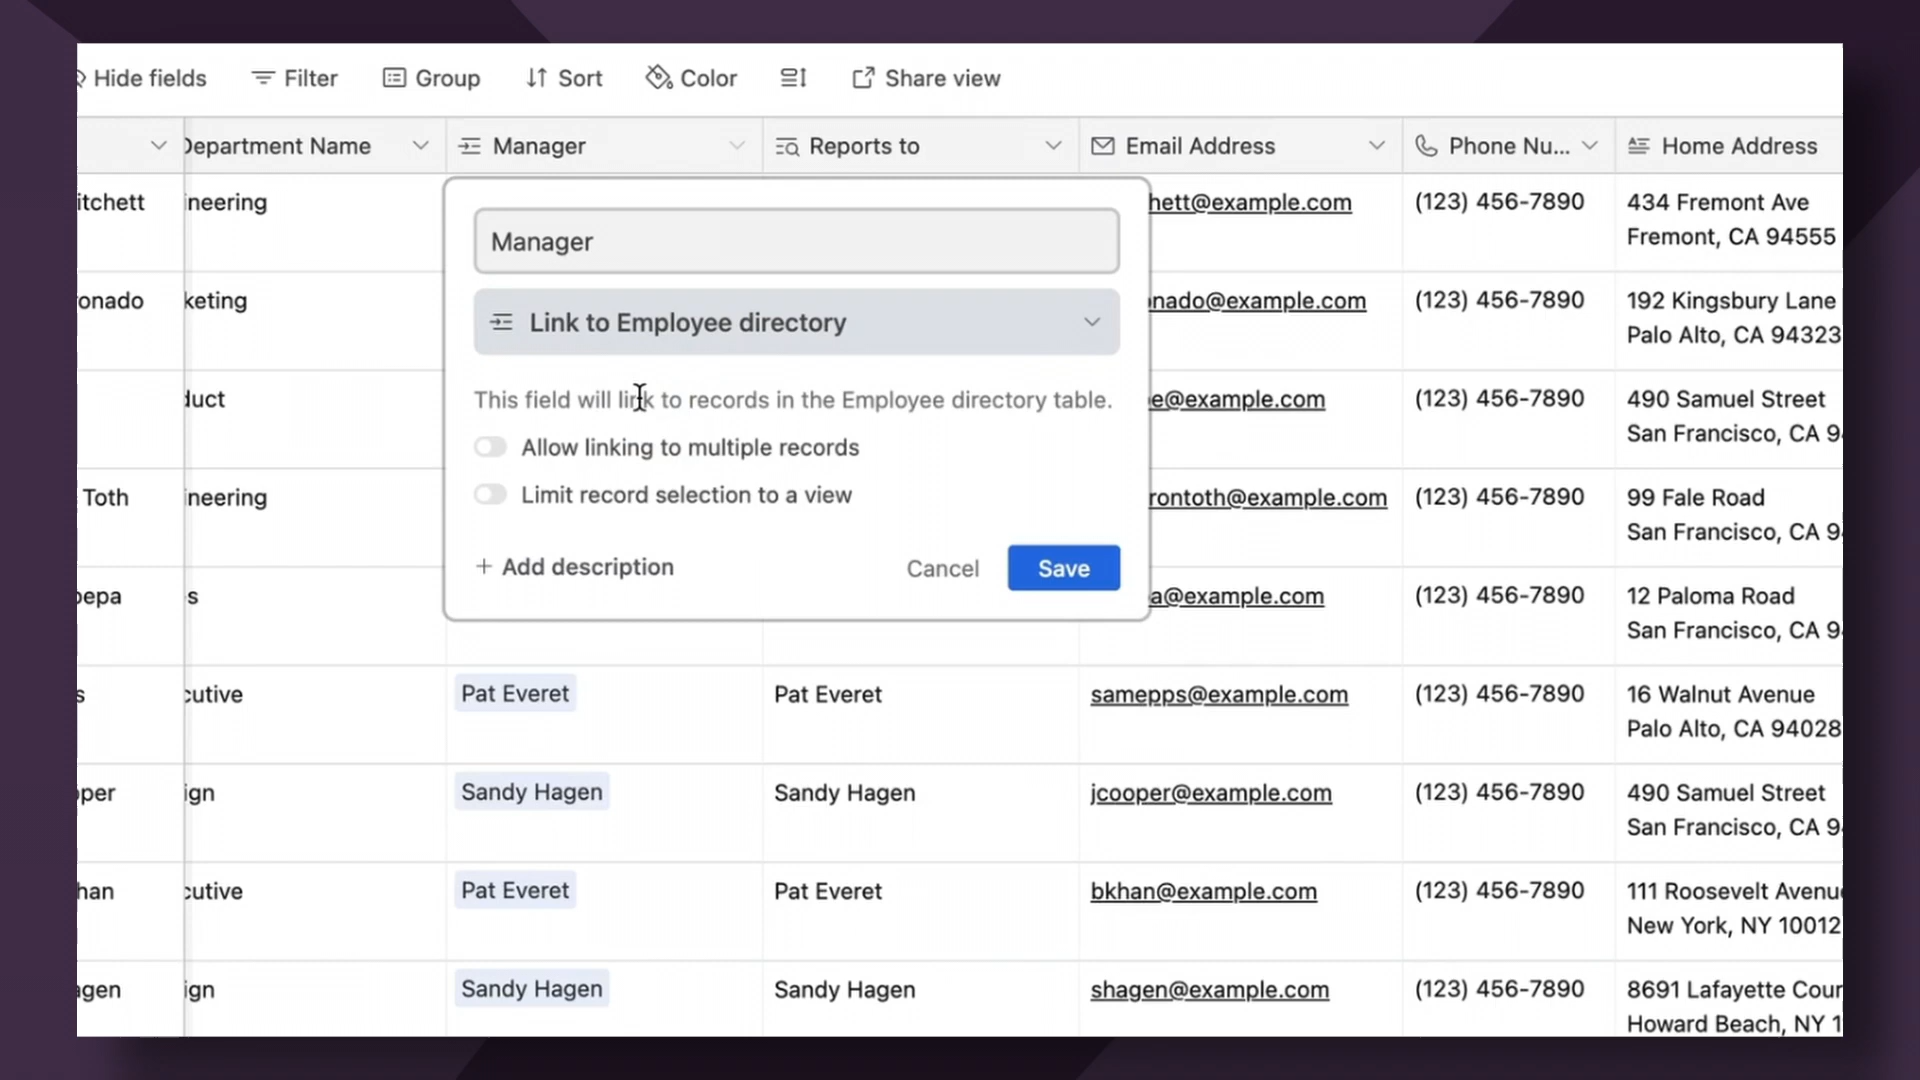 Hide fields
Filter
Group
Sort
Color
Share view
Department Name
Manager
Reports to
Email Address
Phone Nu...
Home Address
itchett
ineering
hett@example.com
(123) 456-7890
434 Fremont Ave
Fremont, CA 94555
Manager
onado
keting
nado@example.com
(123) 456-7890
192 Kingsbury Lane
Palo Alto, CA 94323
Link to Employee directory
This field will link to records in the Employee directory table.
duct
e@example.com
(123) 456-7890
490 Samuel Street
San Francisco, CA 9
Allow linking to multiple records
Limit record selection to a view
Toth
ineering
rontoth@example.com
(123) 456-7890
99 Fale Road
San Francisco, CA 9
+ Add description
Cancel
Save
epa
s
a@example.com
(123) 456-7890
12 Paloma Road
San Francisco, CA 9
s
cutive
Pat Everet
Pat Everet
samepps@example.com
(123) 456-7890
16 Walnut Avenue
Palo Alto, CA 94028
per
ign
Sandy Hagen
Sandy Hagen
jcooper@example.com
(123) 456-7890
490 Samuel Street
San Francisco, CA 9
han
cutive
Pat Everet
Pat Everet
bkhan@example.com
(123) 456-7890
111 Roosevelt Avenu
New York, NY 10012
agen
ign
Sandy Hagen
Sandy Hagen
shagen@example.com
(123) 456-7890
8691 Lafayette Cour
Howard Beach, NY 1